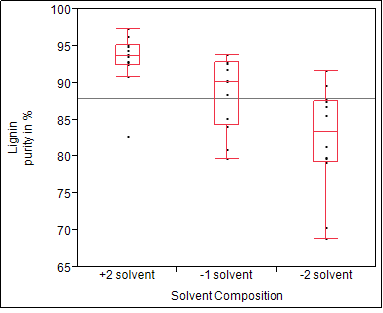 100
95
90
85
80
75
70
65
Lignin
purity in %
+2 solvent
-1 solvent
-2 solvent
Solvent Composition